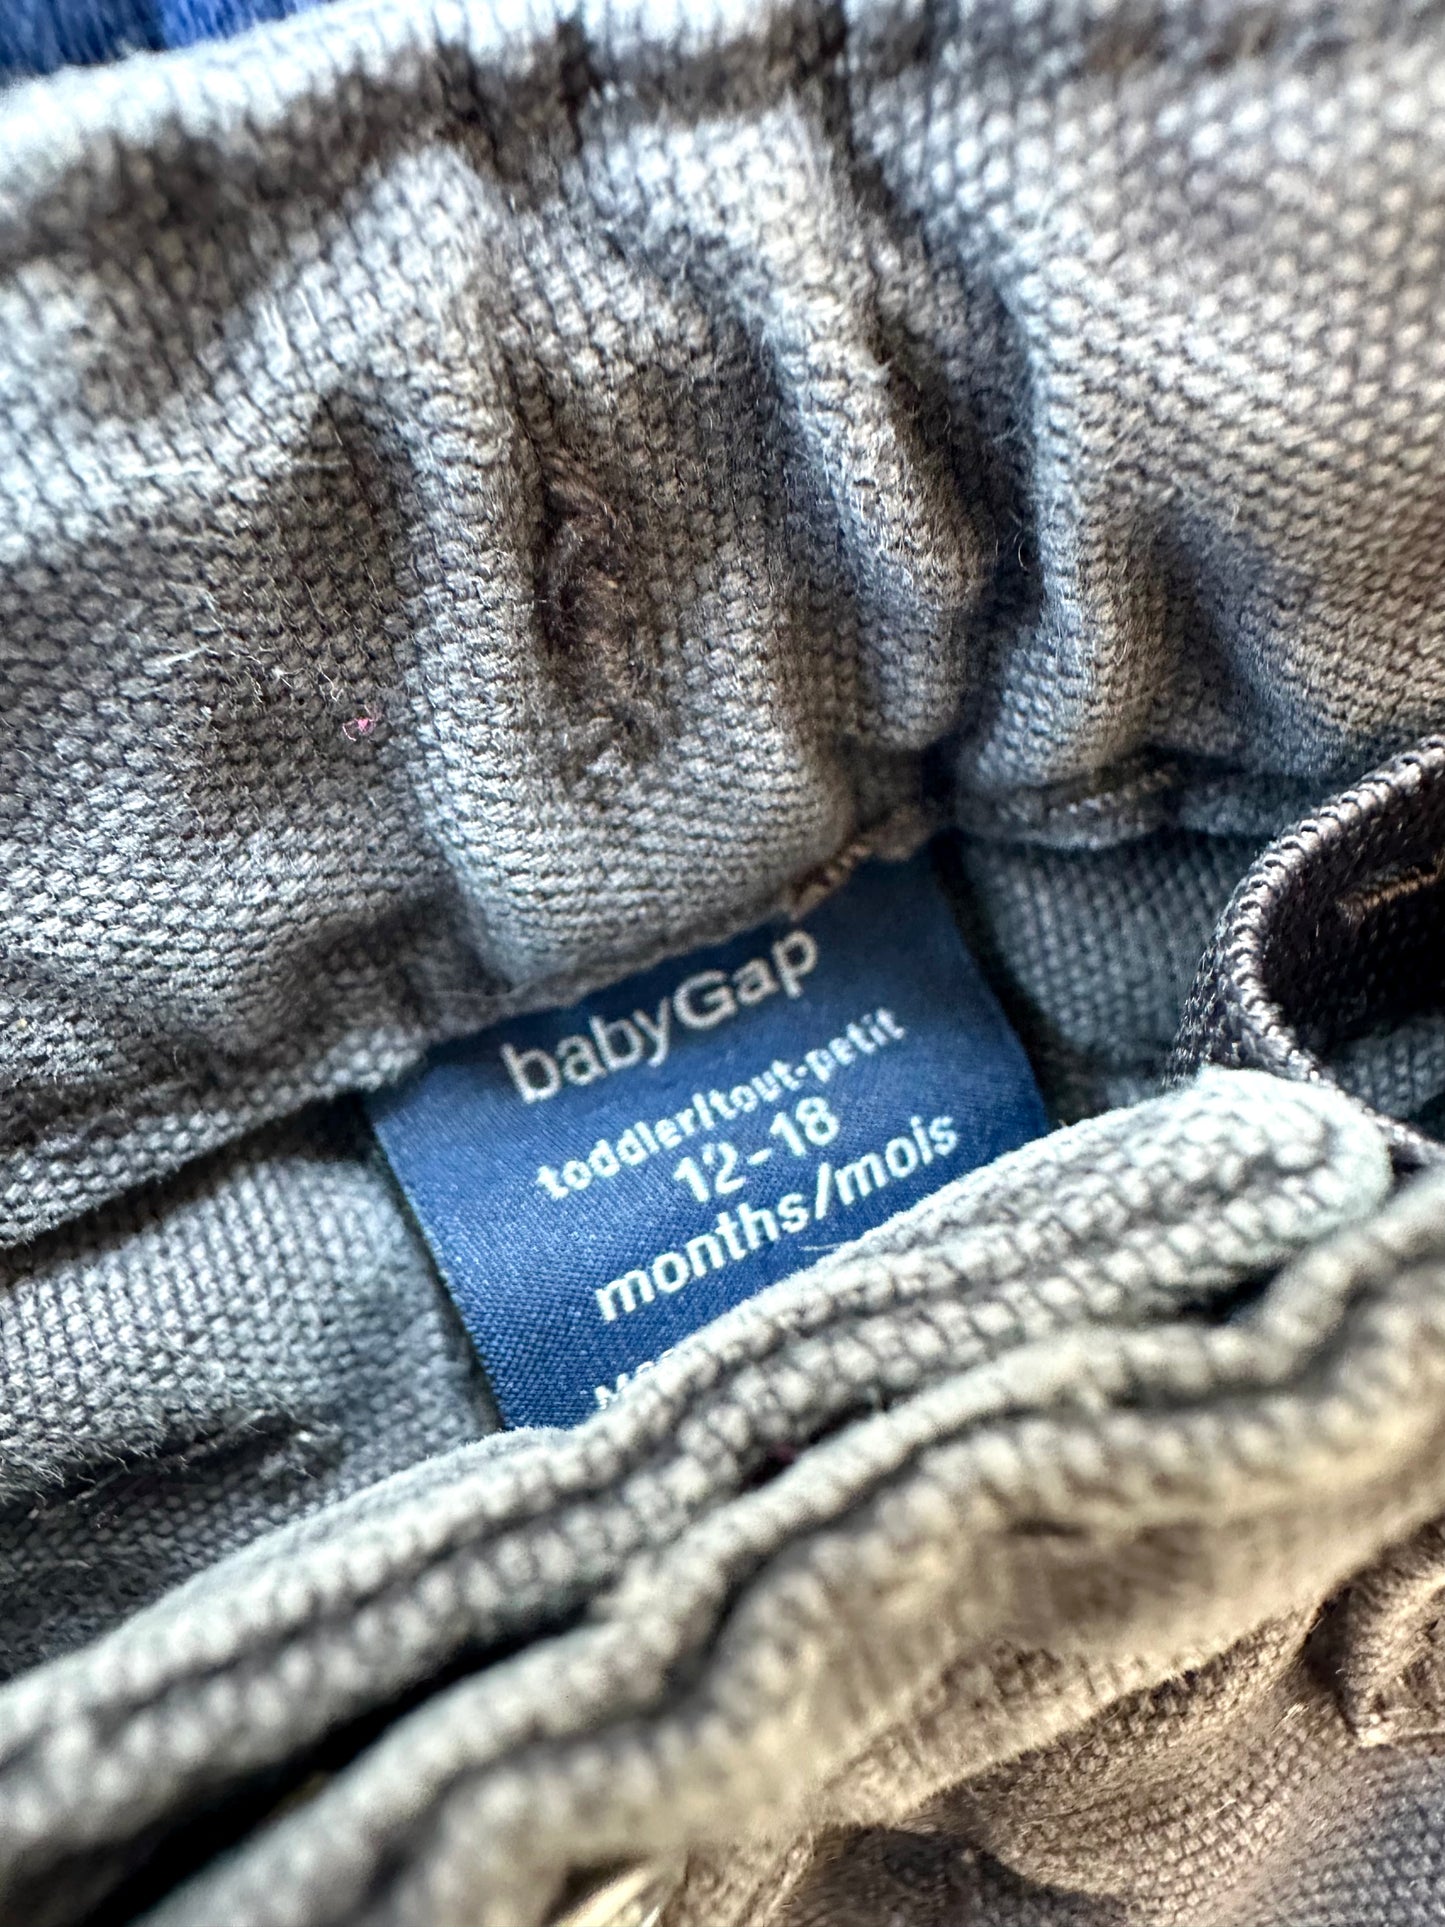 babyGap
toddler/tout-petit
12-18
months/mois